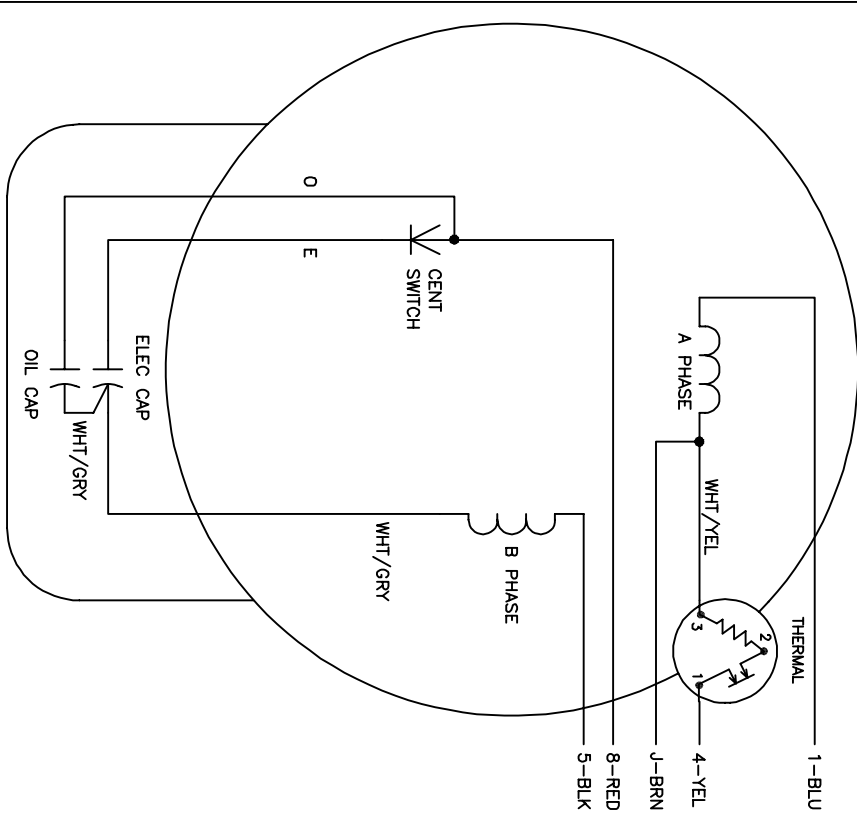 1-BLU
4-YEL
J-BRN
8-RED
5-BLK
THERMAL
2
1
3
WHT/YEL
A PHASE
B PHASE
WHT/GRY
CENT
SWITCH
O
E
ELEC CAP
OIL CAP
WHT/GRY